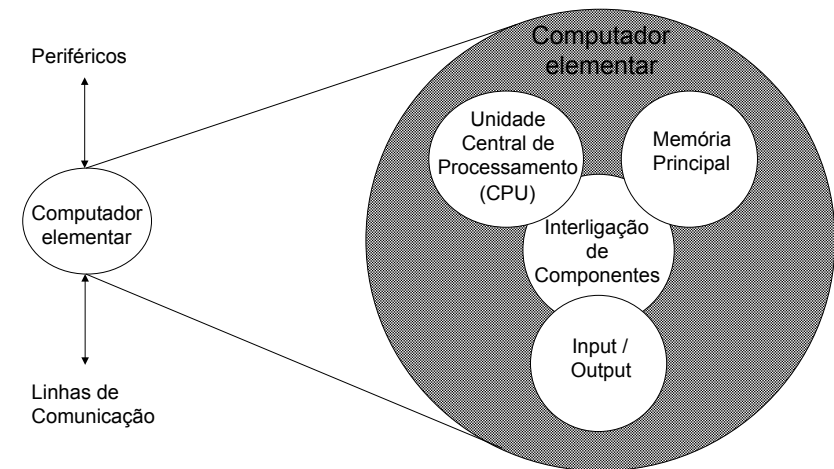 Periféricos
Computador
elementar
Linhas de
Comunicação
Computador
elementar
Unidade
Central de
Processamento
(CPU)
Memória
Principal
Interligação
de
Componentes
Input /
Output